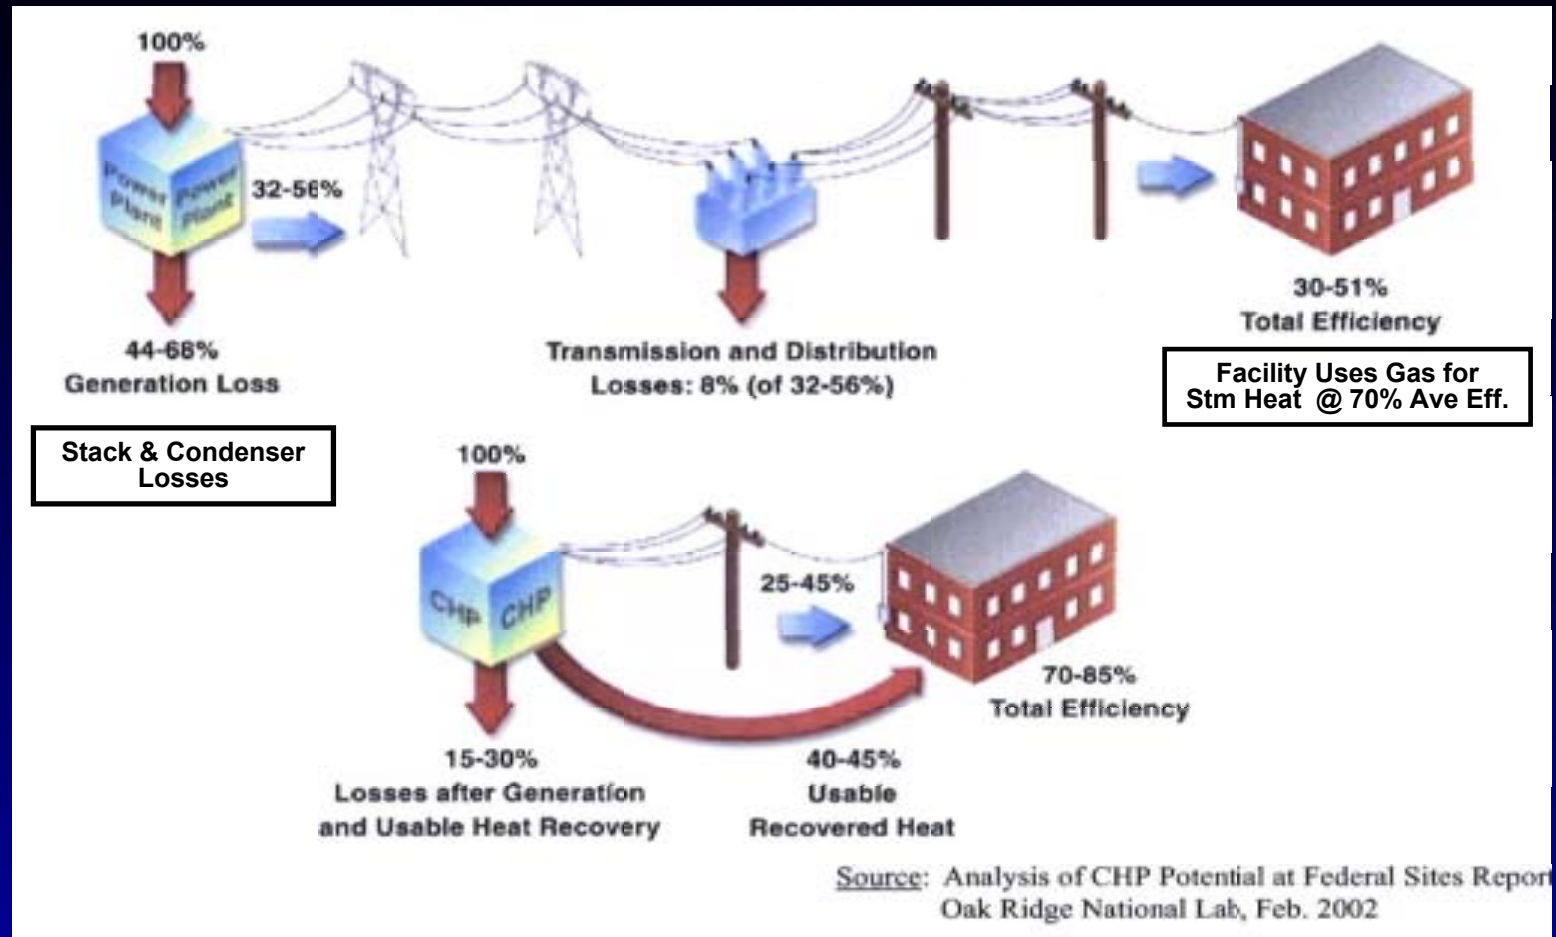 100%
Power
Plant
Power
Plant
32-56%
44-68%
Generation Loss
Transmission and Distribution
Losses: 8% (of 32-56%)
30-51%
Total Efficiency
Facility Uses Gas for
Stm Heat @ 70% Ave Eff.
Stack & Condenser
Losses
100%
CHP
CHP
25-45%
70-85%
Total Efficiency
15-30%
Losses after Generation
and Usable Heat Recovery
40-45%
Usable
Recovered Heat
Source: Analysis of CHP Potential at Federal Sites Report
Oak Ridge National Lab, Feb. 2002